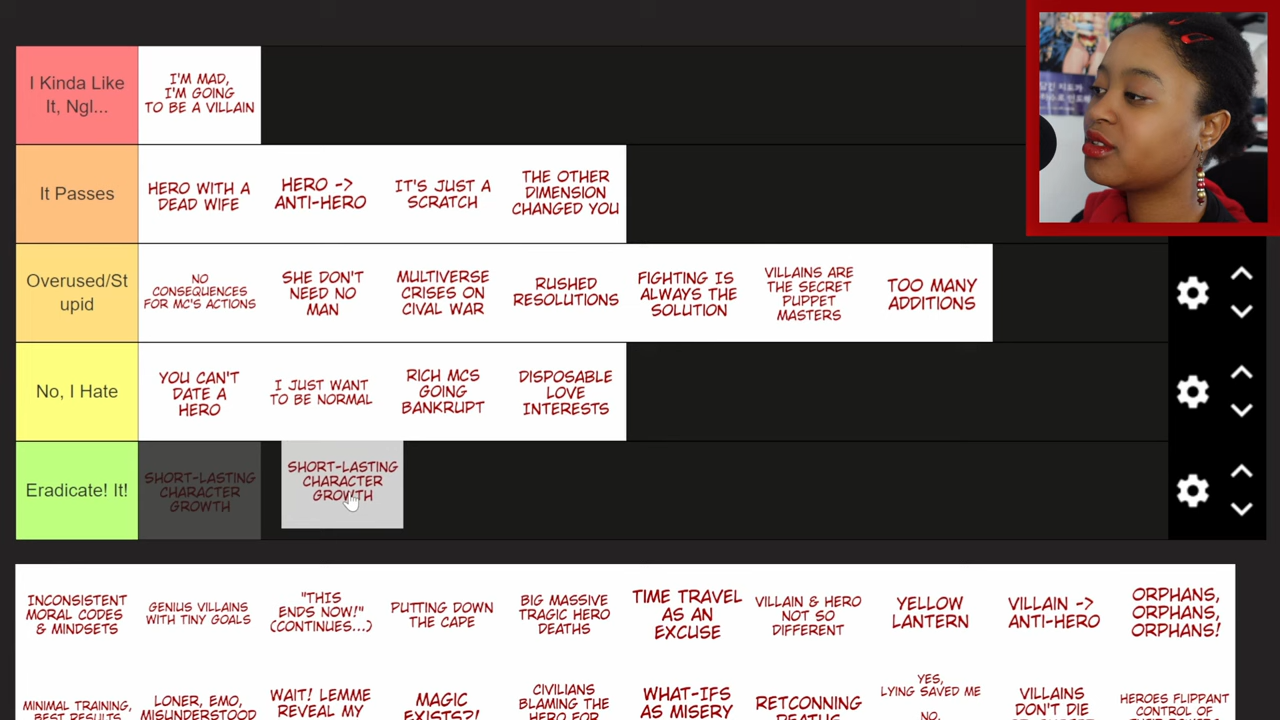 I Kinda Like
It, Ngl...
I'M MAD,
I'M GOING
TO BE A VILLAIN
It Passes
HERO WITH A
DEAD WIFE
HERO ->
ANTI-HERO
IT'S JUST A
SCRATCH
THE OTHER
DIMENSION
CHANGED YOU
Overused/St
upid
NO
CONSEQUENCES
FOR MC'S ACTIONS
SHE DON'T
NEED NO
MAN
MULTIVERSE
CRISES ON
CIVAL WAR
RUSHED
RESOLUTIONS
FIGHTING IS
ALWAYS THE
SOLUTION
VILLAINS ARE
THE SECRET
PUPPET
MASTERS
TOO MANY
ADDITIONS
No, I Hate
YOU CAN'T
DATE A
HERO
I JUST WANT
TO BE NORMAL
RICH MCS
GOING
BANKRUPT
DISPOSABLE
LOVE
INTERESTS
Eradicate! It!
SHORT-LASTING
CHARACTER
GROWTH
SHORT-LASTING
CHARACTER
GROWTH
INCONSISTENT
MORAL CODES
& MINDSETS
GENIUS VILLAINS
WITH TINY GOALS
"THIS
ENDS NOW!"
(CONTINUES...)
PUTTING DOWN
THE CAPE
BIG MASSIVE
TRAGIC HERO
DEATHS
TIME TRAVEL
AS AN
EXCUSE
VILLAIN & HERO
NOT SO
DIFFERENT
YELLOW
LANTERN
VILLAIN ->
ANTI-HERO
ORPHANS,
ORPHANS,
ORPHANS!
MINIMAL TRAINING,
BEST RESULTS
LONER, EMO,
MISUNDERSTOOD
WAIT! LEMME
REVEAL MY
MAGIC
EXISTS?!
CIVILIANS
BLAMING THE
HERO FOR
WHAT-IFS
AS MISERY
RETCONNING
DEATHS
YES,
LYING SAVED ME
NO,
VILLAINS
DON'T DIE
HEROES FLIPPANT
CONTROL OF